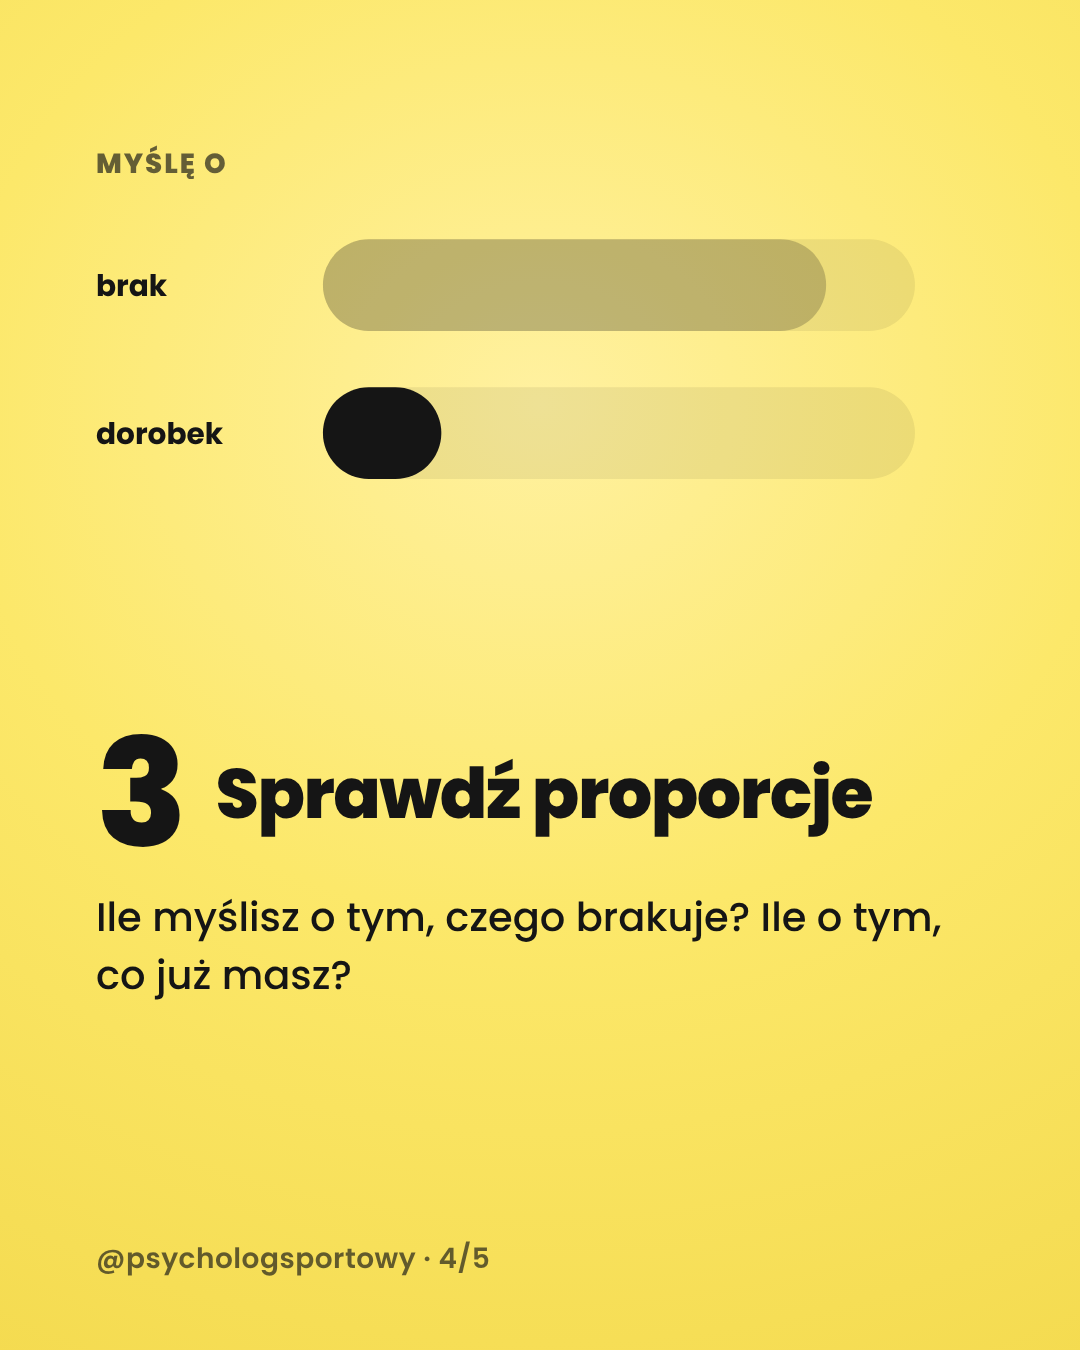 MYŚLĘ O
brak
dorobek
3 Sprawdź proporcje
Ile myślisz o tym, czego brakuje? Ile o tym,
co już masz?
@psychologsportowy · 4/5